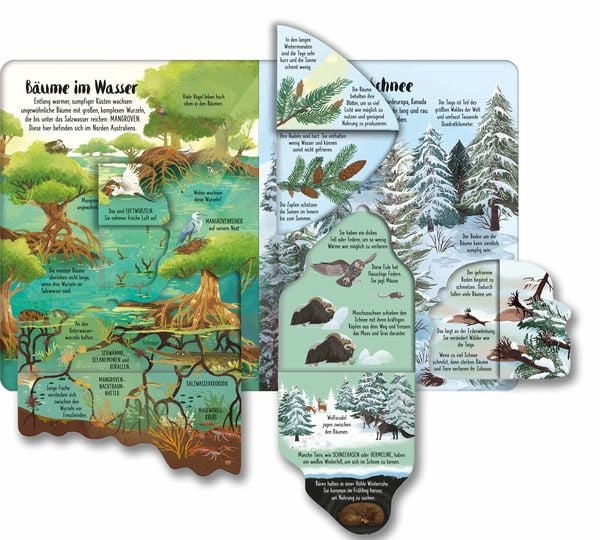 Bäume im Wasser
Entlang warmer, sumpfiger Küsten wachsen
ungewöhnliche Bäume mit großen, komplexen Wurzeln,
die bis unter das Salzwasser reichen: MANGROVEN.
Diese hier befinden sich im Norden Australiens.
Viele Vögel leben hoch
oben in den Bäumen.
Das sind LUFTWURZELN.
Sie nehmen frische Luft auf.
Wozu wachsen
diese Wurzeln?
MANGROVENREIHER
auf seinem Nest
Die meisten Bäume
überleben nicht lange,
wenn ihre Wurzeln im
Salzwasser sind.
An den
Unterwasser-
wurzeln haften ...
SCHWÄMME,
SEEANEMONEN und
KORALLEN
Junge Fische
verstecken sich
zwischen den
Wurzeln vor
Fressfeinden.
MANGROVEN-
NACHTBAUM-
NATTER
SALZWASSERKROKODIL
MAULWURFS-
KREBS
In den langen
Wintermonaten
sind die Tage sehr
kurz und die Sonne
scheint wenig.
Die Bäume
behalten ihre
Blätter, um so viel
Licht wie möglich zu
nutzen und genügend
Nahrung zu produzieren.
Ihre Nadeln sind hart. Sie enthalten
wenig Wasser und können
somit nicht gefrieren.
Die Zapfen schützen
die Samen im Innern
bis zum Sommer.
Schnee
Nordeuropa, Kanada
lang und rau.
Die Taiga ist Teil des
größten Waldes der Welt
und umfasst Tausende
Quadratkilometer.
Der Boden um die
Bäume kann ziemlich
sumpfig sein.
Sie haben ein dickes
Fell oder Federn, um so wenig
Wärme wie möglich zu verlieren.
Diese Eule hat
flauschige Federn.
Sie jagt Mäuse.
Moschusochsen schieben den
Schnee mit ihren kräftigen
Köpfen aus dem Weg und fressen
das Moos und Gras darunter.
Wolfsrudel
jagen zwischen
den Bäumen.
Manche Tiere, wie SCHNEEHASEN oder HERMELINE, haben
ein weißes Winterfell, um sich im Schnee zu tarnen.
Bären halten in einer Höhle Winterruhe.
Sie kommen im Frühling hervor,
um Nahrung zu suchen.
Der gefrorene
Boden beginnt zu
schmelzen. Dadurch
fallen viele Bäume um.
Das liegt an der Erderwärmung.
Sie verändert Wälder wie
die Taiga.
Wenn zu viel Schnee
schmilzt, dann sterben Bäume
und Tiere verlieren ihr Zuhause.